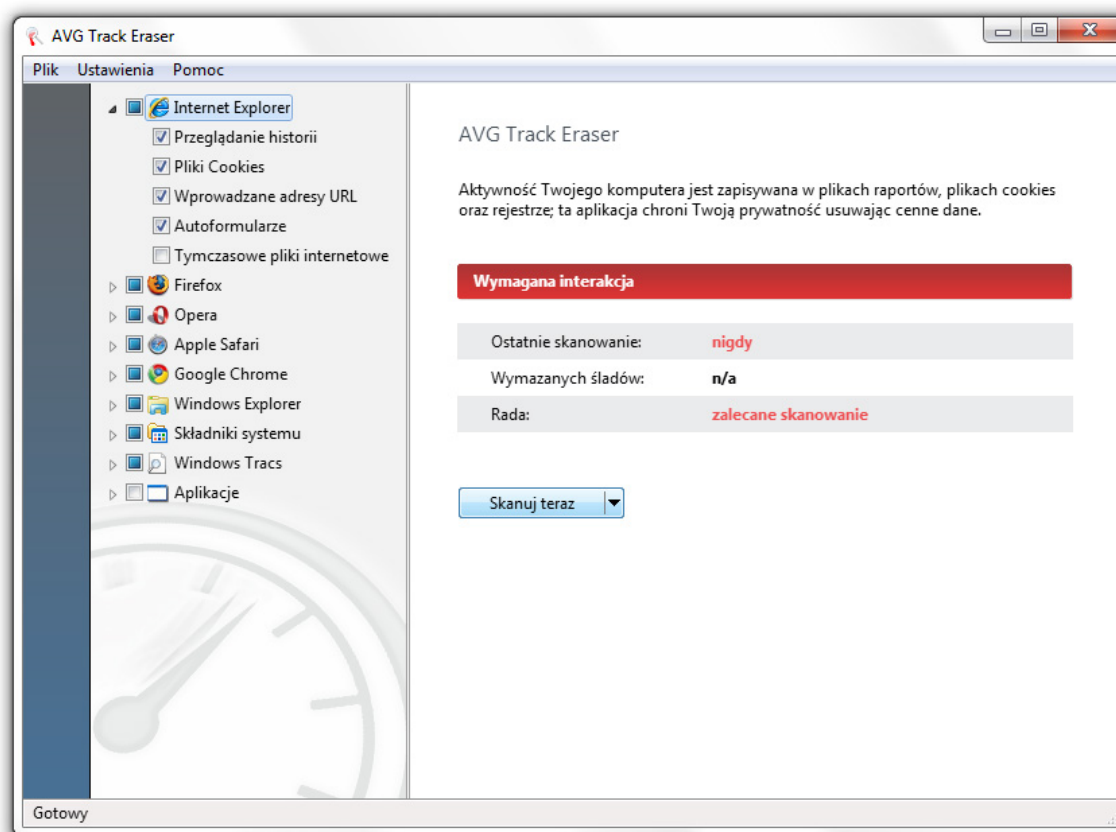 AVG Track Eraser
Plik Ustawienia Pomoc
Internet Explorer
Przeglądanie historii
Pliki Cookies
Wprowadzane adresy URL
Autoformularze
Tymczasowe pliki internetowe
Firefox
Opera
Apple Safari
Google Chrome
Windows Explorer
Składniki systemu
Windows Tracs
Aplikacje
AVG Track Eraser
Aktywność Twojego komputera jest zapisywana w plikach raportów, plikach cookies
oraz rejestrze; ta aplikacja chroni Twoją prywatność usuwając cenne dane.
Wymagana interakcja
Ostatnie skanowanie: nigdy
Wymazanych śladów: n/a
Rada: zalecane skanowanie
Skanuj teraz
Gotowy